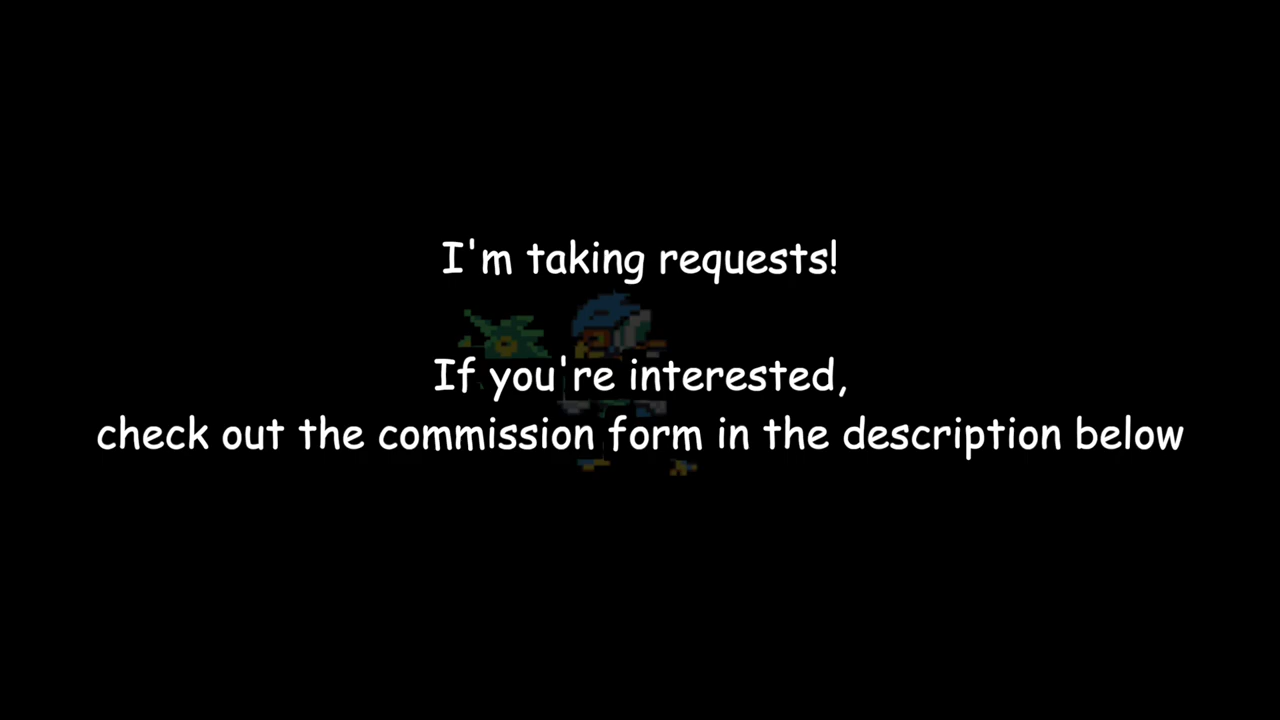 I'm taking requests!
If you're interested,
check out the commission form in the description below